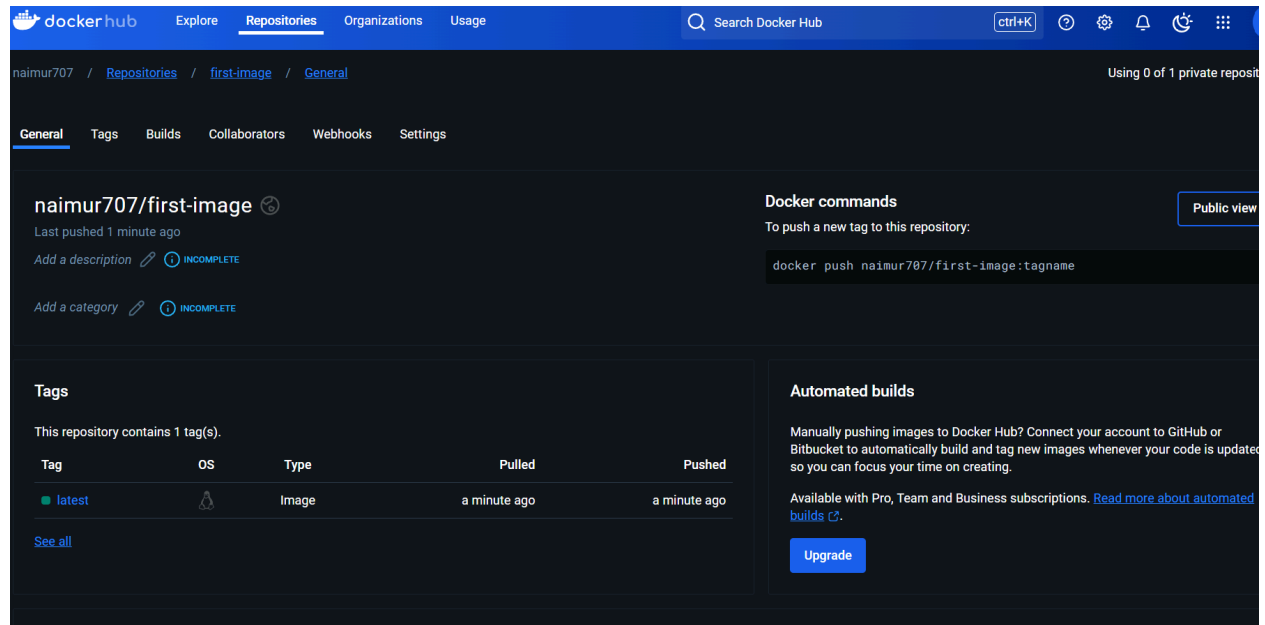 dockerhub Explore Repositories Organizations Usage Search Docker Hub ctrl+K
naimur707 / Repositories / first-image / General Using 0 of 1 private reposit
General Tags Builds Collaborators Webhooks Settings
naimur707/first-image
Last pushed 1 minute ago
Add a description INCOMPLETE
Add a category INCOMPLETE
Docker commands
Public view
To push a new tag to this repository:
docker push naimur707/first-image:tagname
Tags
This repository contains 1 tag(s).
Tag OS Type Pulled Pushed
latest Image a minute ago a minute ago
See all
Automated builds
Manually pushing images to Docker Hub? Connect your account to GitHub or
Bitbucket to automatically build and tag new images whenever your code is updated
so you can focus your time on creating.
Available with Pro, Team and Business subscriptions. Read more about automated
builds.
Upgrade